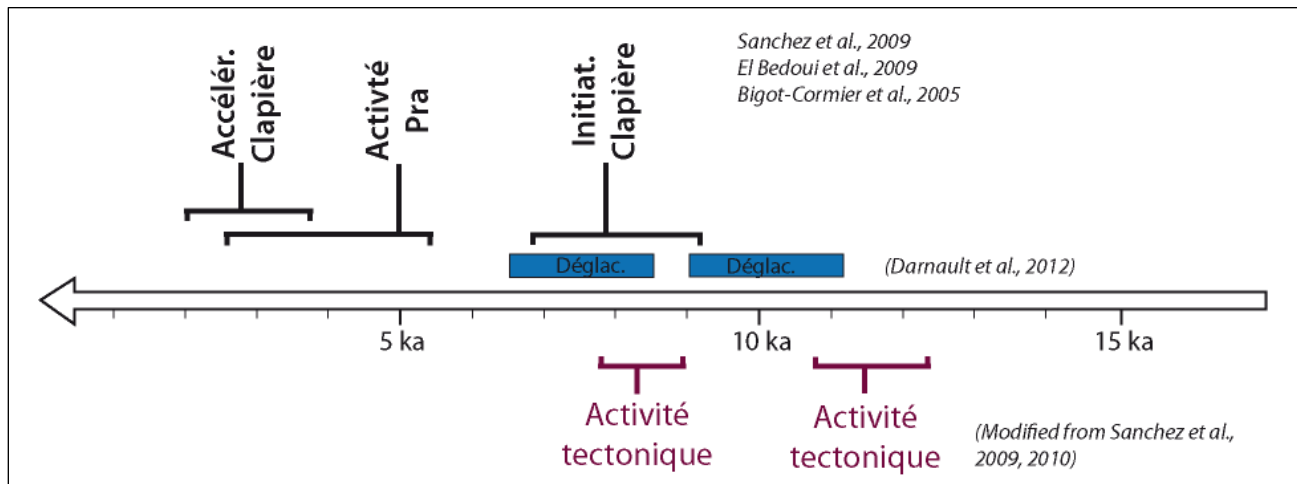 Accélér.
Clapière
Activté
Pra
Initiat.
Clapière
Sanchez et al., 2009
El Bedoui et al., 2009
Bigot-Cormier et al., 2005
Déglac.
Déglac.
(Darnault et al., 2012)
5 ka
10 ka
15 ka
Activité
tectonique
Activité
tectonique
(Modified from Sanchez et al.,
2009, 2010)